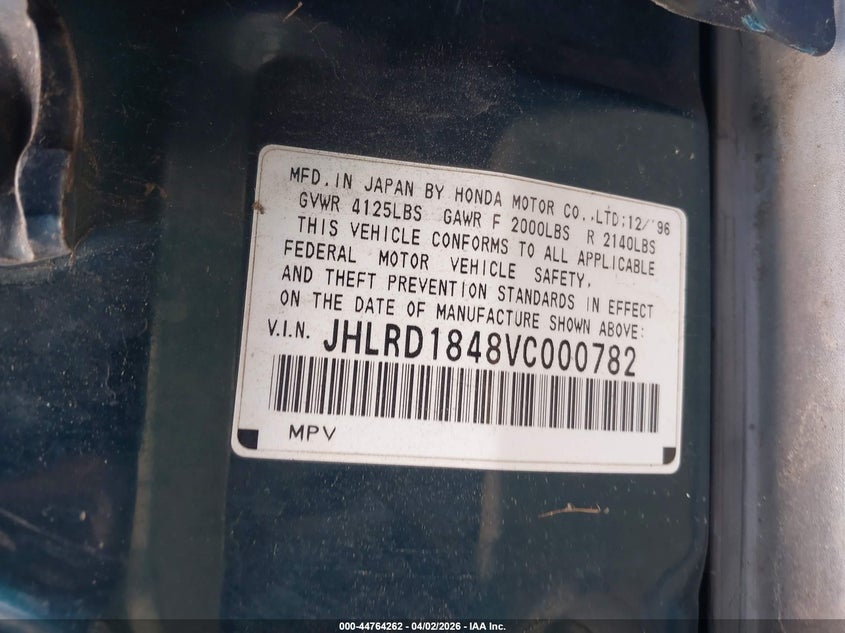 MFD. IN JAPAN BY HONDA MOTOR CO.,LTD;12/'96
GVWR 4125LBS GAWR F 2000LBS R 2140LBS
THIS VEHICLE CONFORMS TO ALL APPLICABLE
FEDERAL MOTOR VEHICLE SAFETY,
AND THEFT PREVENTION STANDARDS IN EFFECT
ON THE DATE OF MANUFACTURE SHOWN ABOVE:
V.I.N. JHLRD1848VC000782
MPV
000-44764262 - 04/02/2026 - IAA Inc.